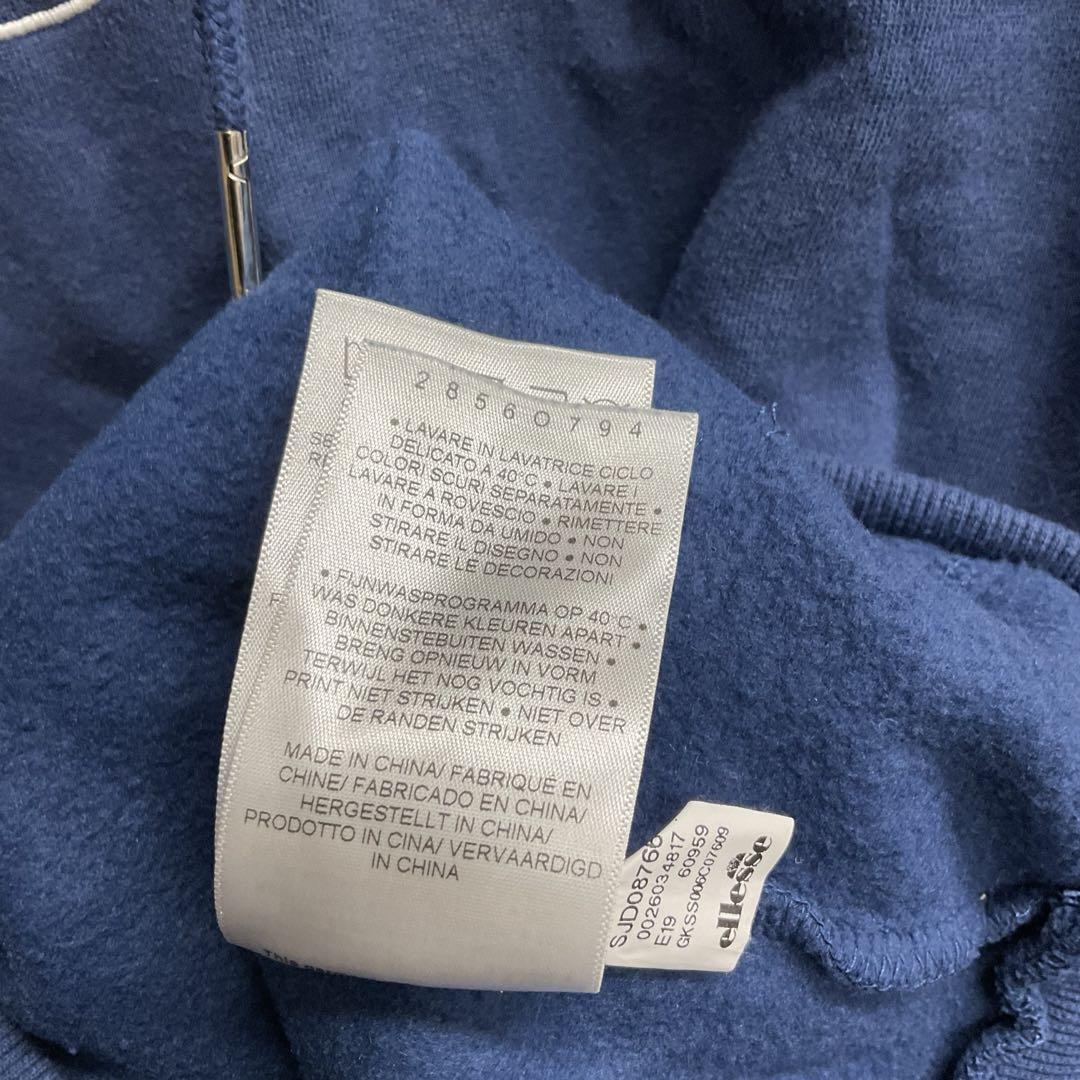 28560794
• LAVARE IN LAVATRICE CICLO
DELICATO A 40°C • LAVARE I
COLORI SCURI SEPARATAMENTE •
LAVARE A ROVESCIO • RIMETTERE
IN FORMA DA UMIDO • NON
STIRARE IL DISEGNO • NON
STIRARE LE DECORAZIONI
• FIJNWASPROGRAMMA OP 40°C •
WAS DONKERE KLEUREN APART •
BINNENSTEBUITEN WASSEN •
BRENG OPNIEUW IN VORM
TERWIJL HET NOG VOCHTIG IS •
PRINT NIET STRIJKEN • NIET OVER
DE RANDEN STRIJKEN
MADE IN CHINA/ FABRIQUE EN
CHINE/ FABRICADO EN CHINA/
HERGESTELLT IN CHINA/
PRODOTTO IN CINA/ VERVAARDIGD
IN CHINA
SJD08766
0026034817
E19 60959
GKSS006C07609
ellesse